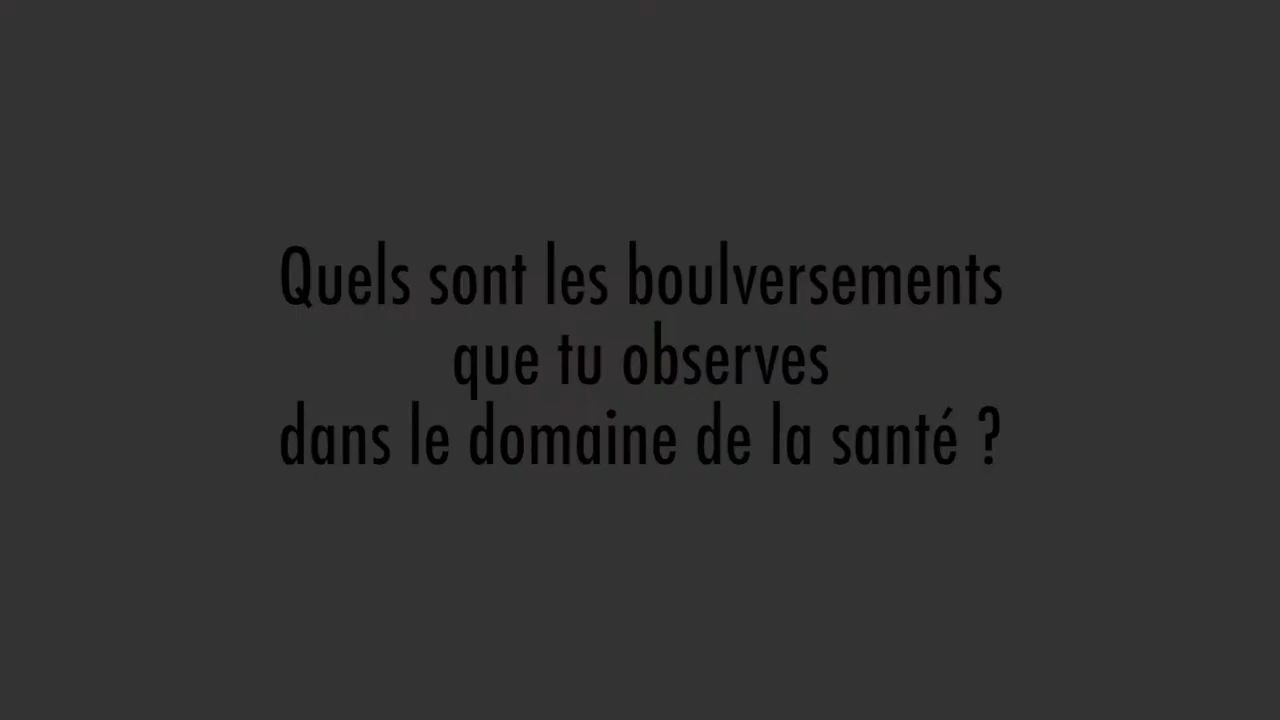 Quels sont les boulversements
que tu observes
dans le domaine de la santé ?